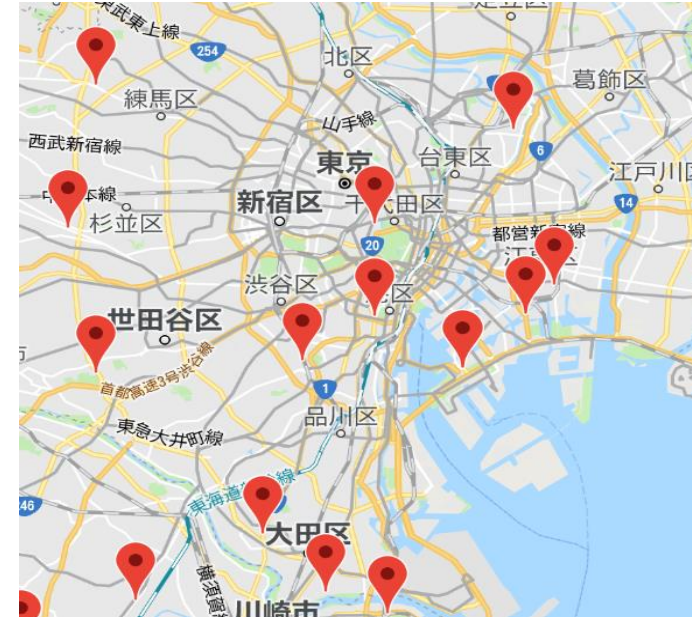 東武東上線
254
北区
葛飾区
練馬区
山手線
西武新宿線
6
東京
台東区
江戸川
本線
杉並区
新宿区
千代田区
14
20
都営新宿線
渋谷区
世田谷区
首都高速3号渋谷線
1
品川区
東急大井町線
東海道
線
46
大田区
川崎市